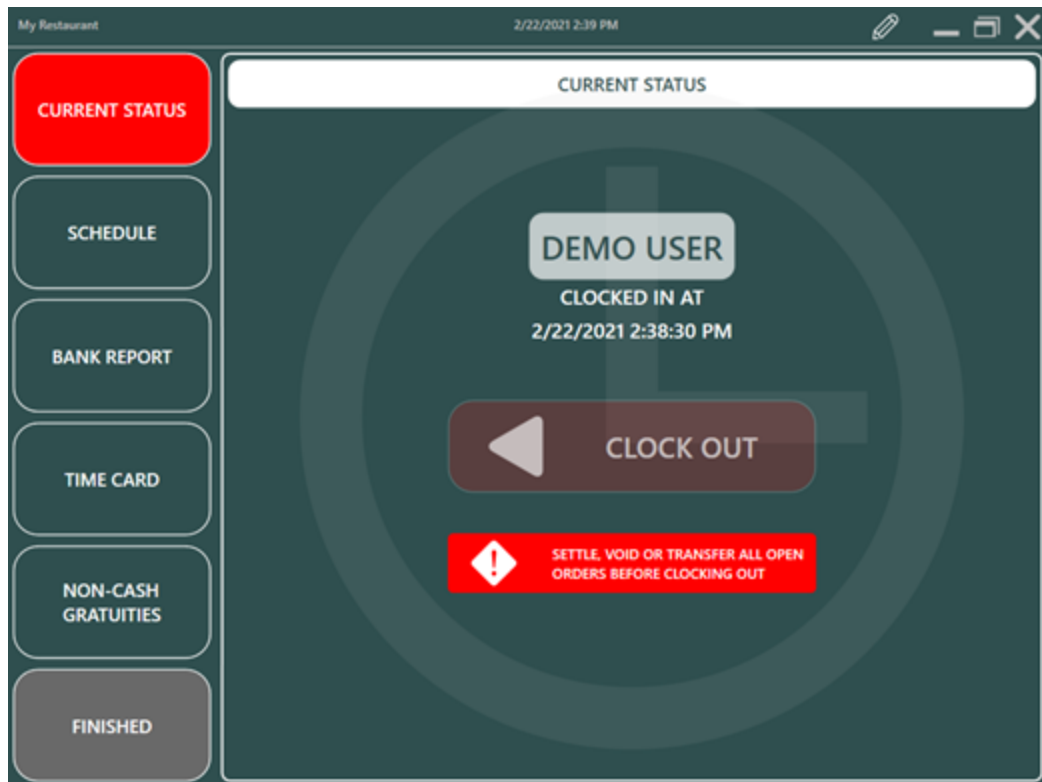 My Restaurant
2/22/2021 2:39 PM
CURRENT STATUS
SCHEDULE
BANK REPORT
TIME CARD
NON-CASH
GRATUITIES
FINISHED
CURRENT STATUS
DEMO USER
CLOCKED IN AT
2/22/2021 2:38:30 PM
CLOCK OUT
SETTLE, VOID OR TRANSFER ALL OPEN
ORDERS BEFORE CLOCKING OUT